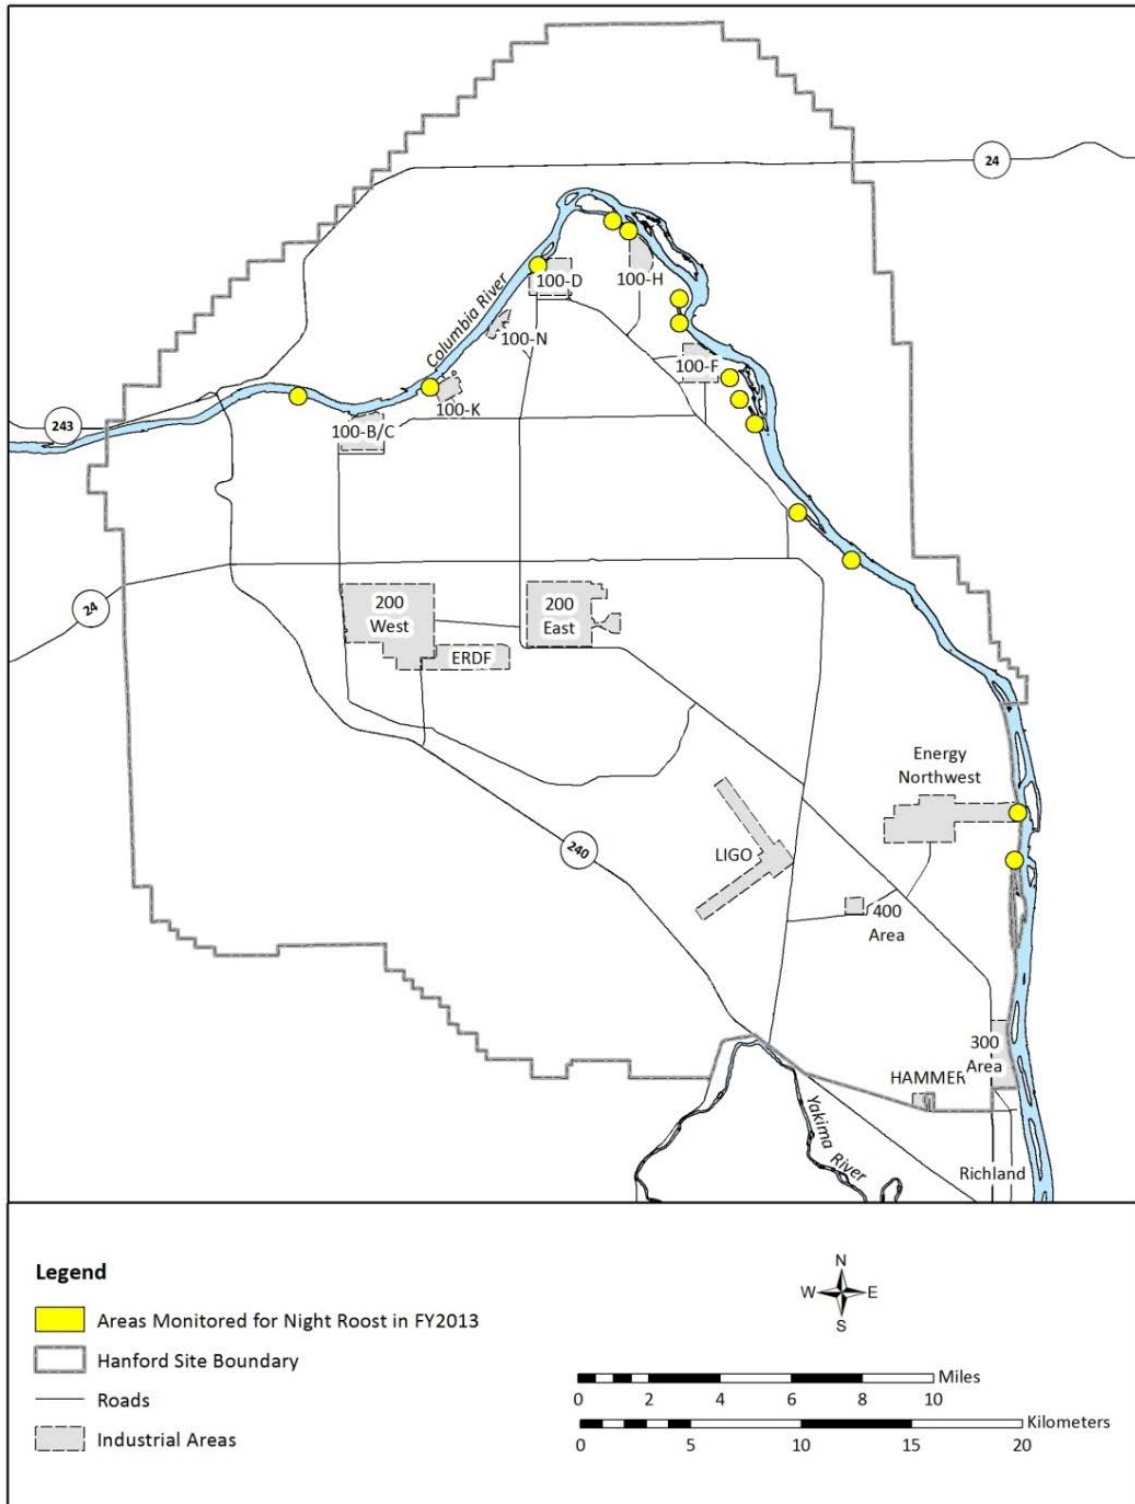 24
Columbia River
100-D
100-H
100-N
100-F
100-K
243
100-B/C
24
200
West
200
East
ERDF
Energy
Northwest
LIGO
240
400
Area
300
Area
HAMMER
Yakima
River
Richland
Legend
Areas Monitored for Night Roost in FY2013
Hanford Site Boundary
Roads
Industrial Areas
N
W E
S
Miles
0 2 4 6 8 10
Kilometers
0 5 10 15 20